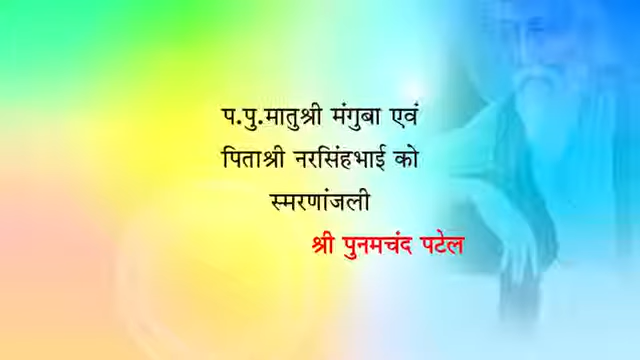 प.पु.मातुश्री मंगुबा एवं
पिताश्री नरसिंहभाई को
स्मरणांजली
श्री पुनमचंद पटेल